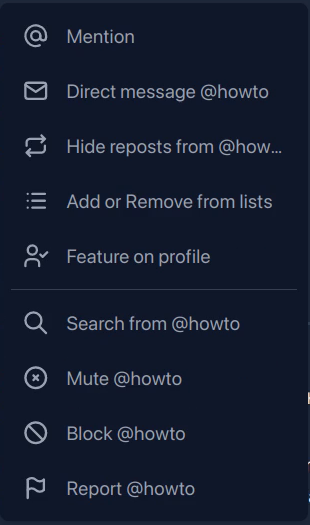 Mention
Direct message @howto
Hide reposts from @how...
Add or Remove from lists
Feature on profile
Search from @howto
Mute @howto
Block @howto
Report @howto